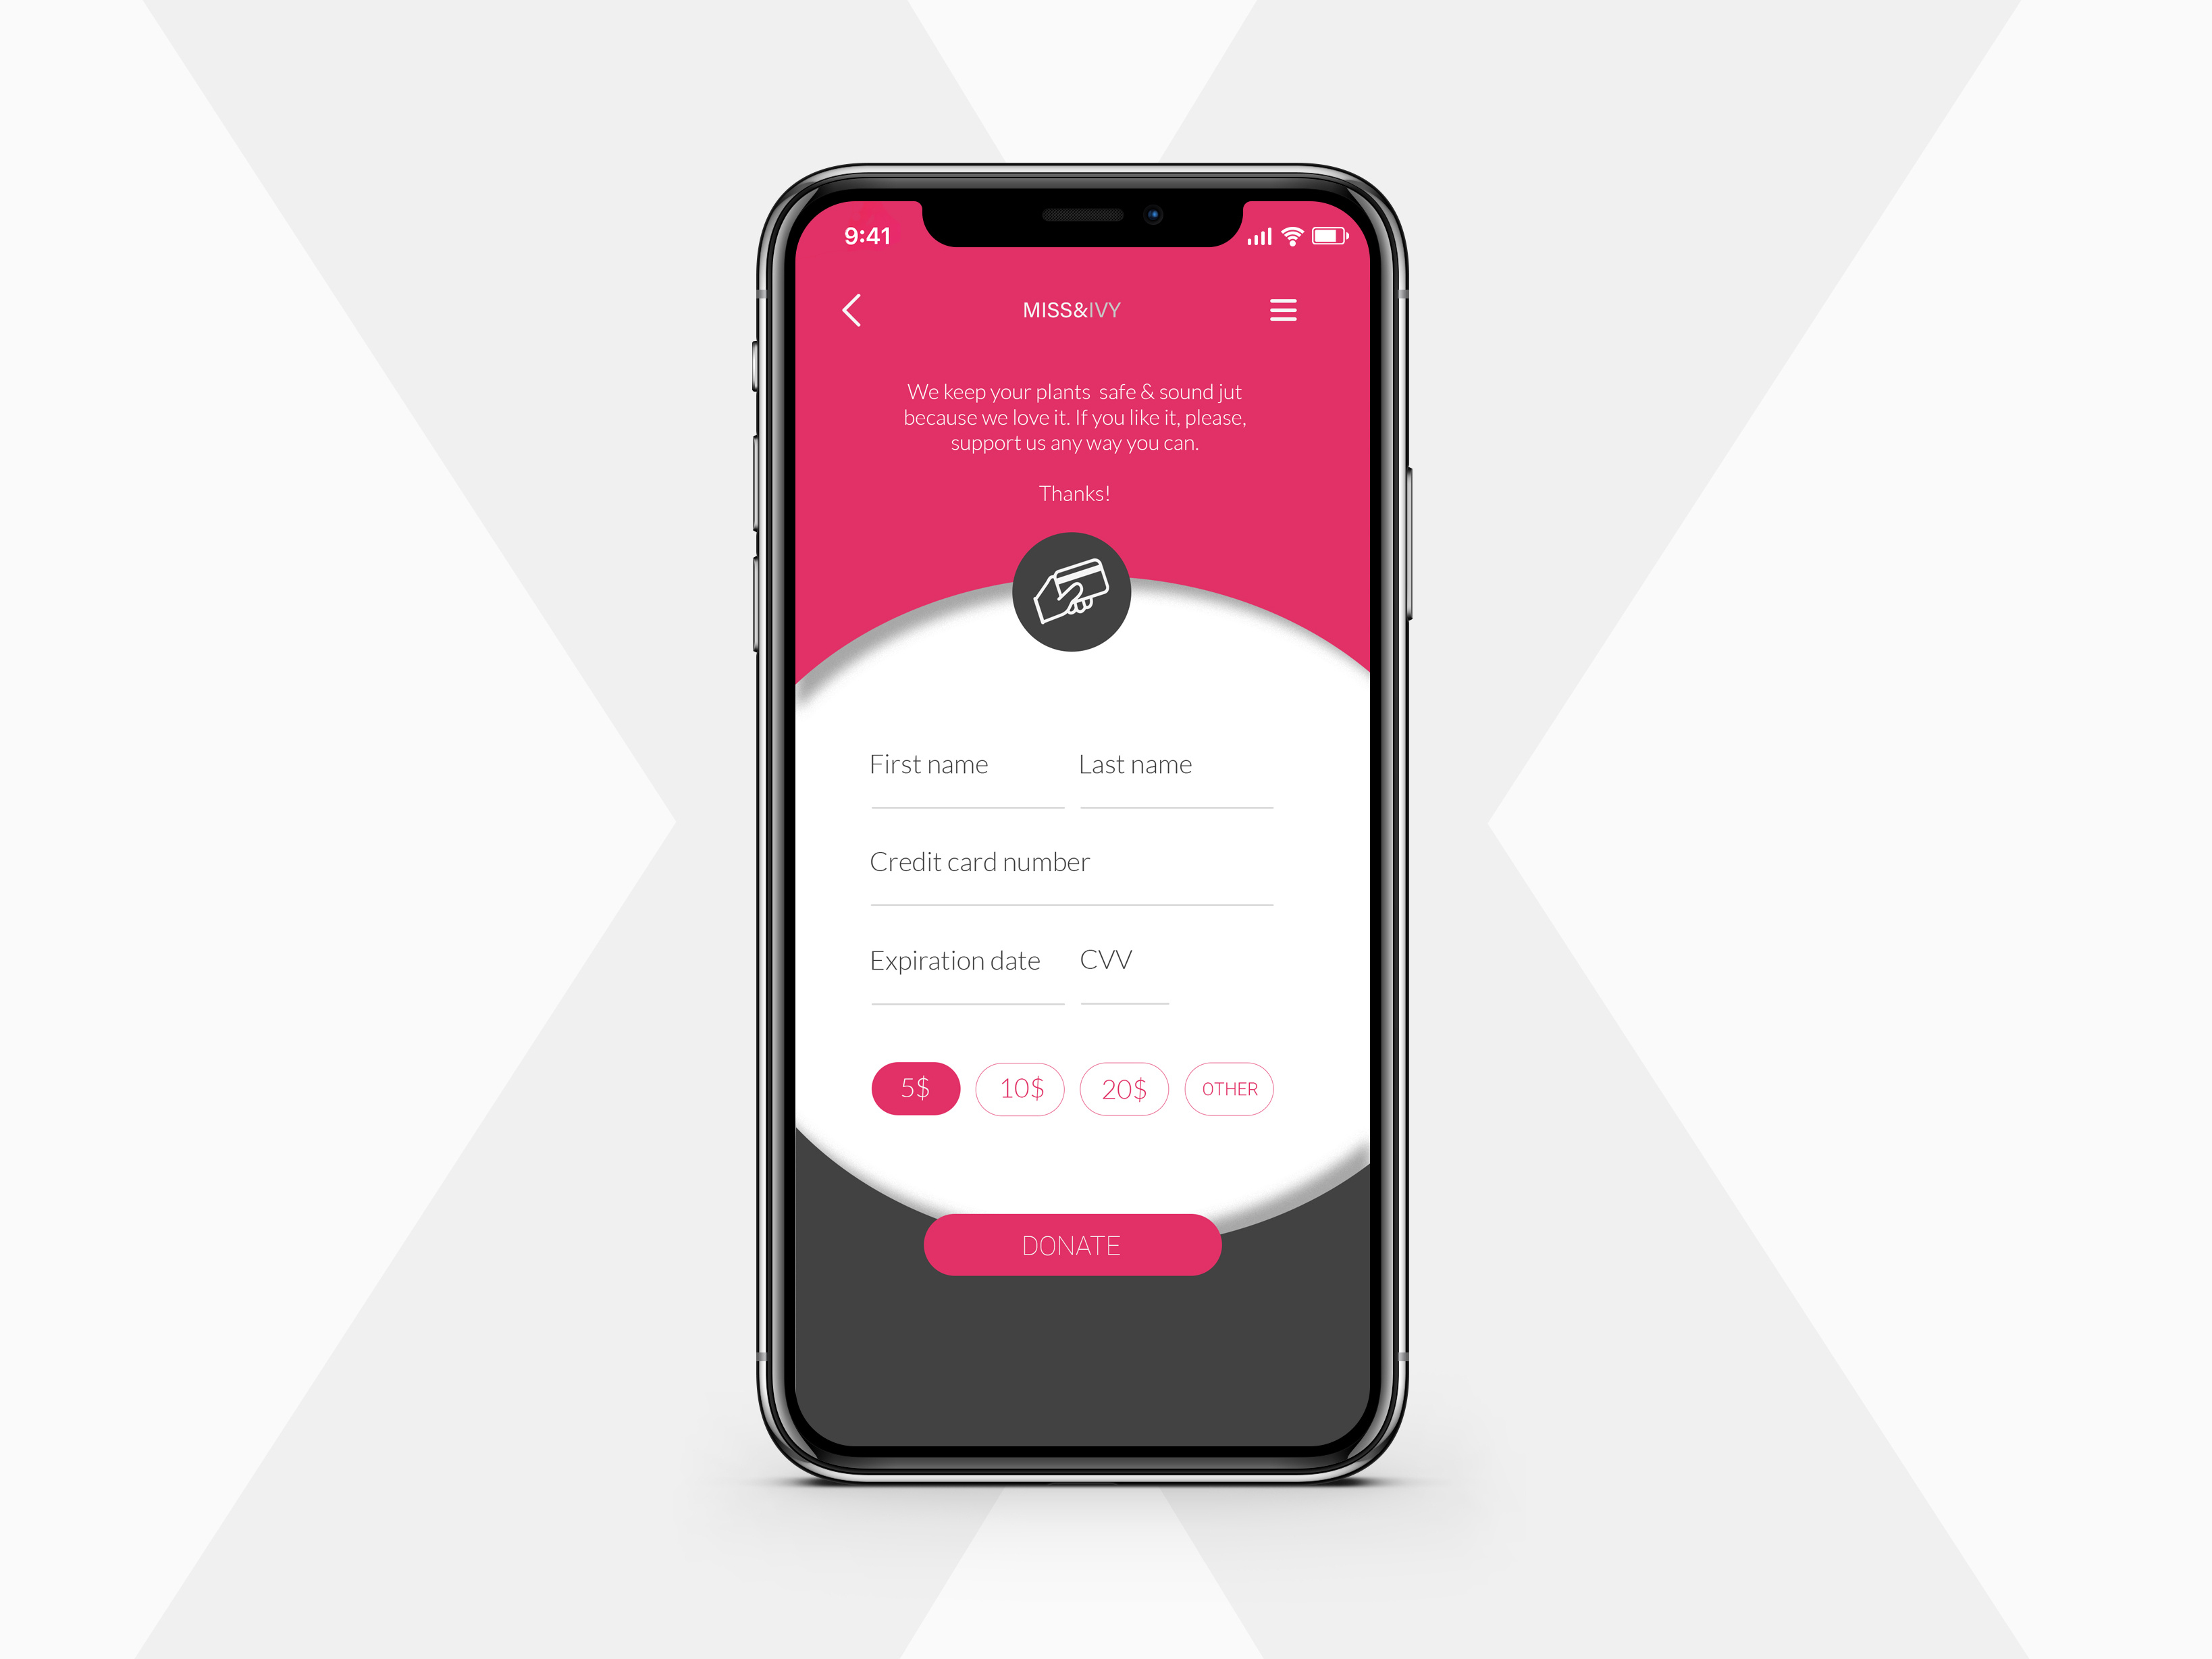 9:41
MISS&IVY
We keep your plants safe & sound jut
because we love it. If you like it, please,
support us any way you can.
Thanks!
First name Last name
Credit card number
Expiration date CVV
5$ 10$ 20$ OTHER
DONATE